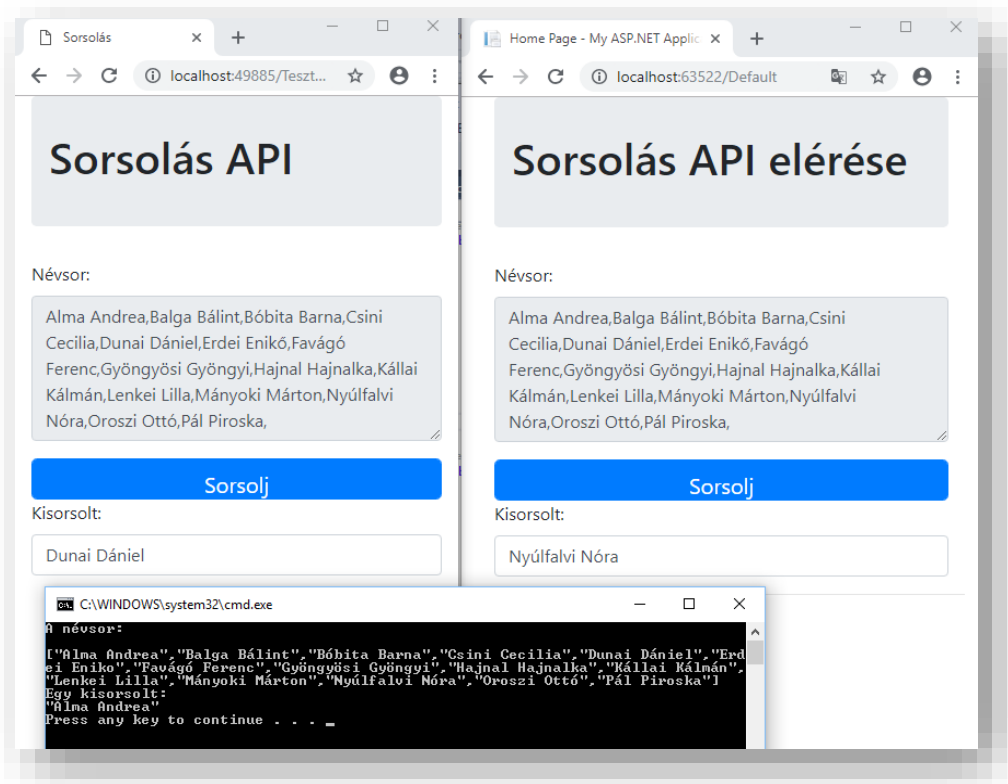 Sorsolás
localhost:49885/Teszt...
Sorsolás API
Névsor:
Alma Andrea,Balga Bálint,Bóbita Barna,Csini
Cecilia,Dunai Dániel,Erdei Enikő,Favágó
Ferenc,Gyöngyösi Gyöngyi,Hajnal Hajnalka,Kállai
Kálmán,Lenkei Lilla,Mányoki Márton,Nyúlfalvi
Nóra,Oroszi Ottó,Pál Piroska,
Sorsolj
Kisorsolt:
Dunai Dániel
Home Page - My ASP.NET Applic
localhost:63522/Default
Sorsolás API elérése
Névsor:
Alma Andrea,Balga Bálint,Bóbita Barna,Csini
Cecilia,Dunai Dániel,Erdei Enikő,Favágó
Ferenc,Gyöngyösi Gyöngyi,Hajnal Hajnalka,Kállai
Kálmán,Lenkei Lilla,Mányoki Márton,Nyúlfalvi
Nóra,Oroszi Ottó,Pál Piroska,
Sorsolj
Kisorsolt:
Nyúlfalvi Nóra
C:\WINDOWS\system32\cmd.exe
A névsor:
["Alma Andrea","Balga Bálint","Bóbita Barna","Csini Cecilia","Dunai Dániel","Erd
ei Eniko","Favágó Ferenc","Gyöngyösi Gyöngyi","Hajnal Hajnalka","Kállai Kálmán",
"Lenkei Lilla","Mányoki Márton","Nyúlfalvi Nóra","Oroszi Ottó","Pál Piroska"]
Egy kisorsolt:
"Alma Andrea"
Press any key to continue . . . _